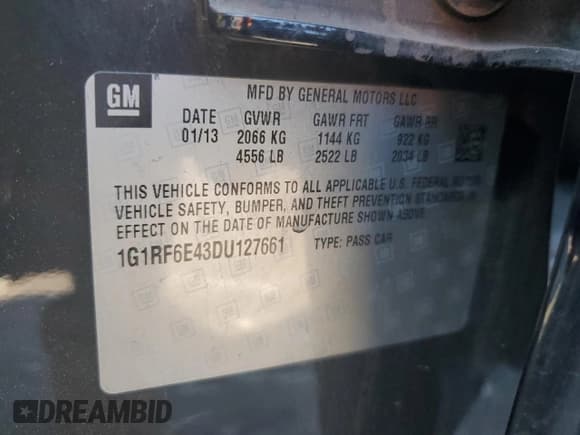 GM
MFD BY GENERAL MOTORS LLC
DATE GVWR GAWR FRT GAWR RR
01/13 2066 KG 1144 KG 922 KG
4556 LB 2522 LB 2034 LB
THIS VEHICLE CONFORMS TO ALL APPLICABLE U.S. FEDERAL MOTOR
VEHICLE SAFETY, BUMPER, AND THEFT PREVENTION STANDARDS IN
EFFECT ON THE DATE OF MANUFACTURE SHOWN ABOVE.
1G1RF6E43DU127661 TYPE: PASS CAR
DREAMBID